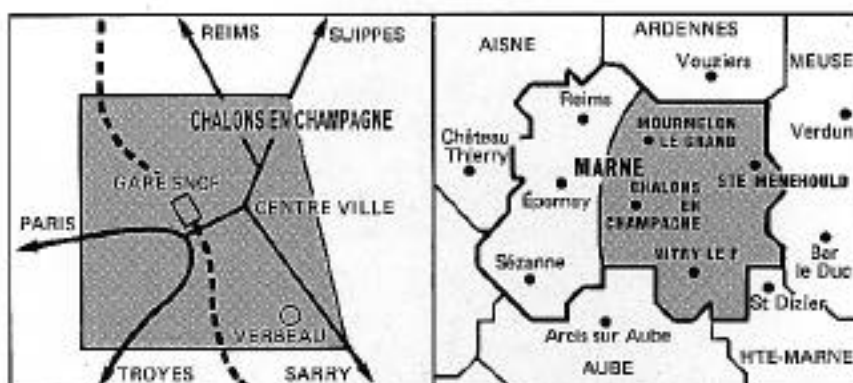 REIMS
SUIPPES
CHALONS EN CHAMPAGNE
GARE SNCF
CENTRE VILLE
PARIS
VERBEAU
TROYES
SARRY
AISNE
ARDENNES
MEUSE
Vouziers
Reims
Verdun
Château
Thierry
MOURMELON
LE GRAND
MARNE
STE MENEHOULD
Épernay
CHALONS
EN
CHAMPAGNE
Sézanne
VITRY LE F
Bar
le Duc
St Dizier
Arcis sur Aube
AUBE
HTE-MARNE